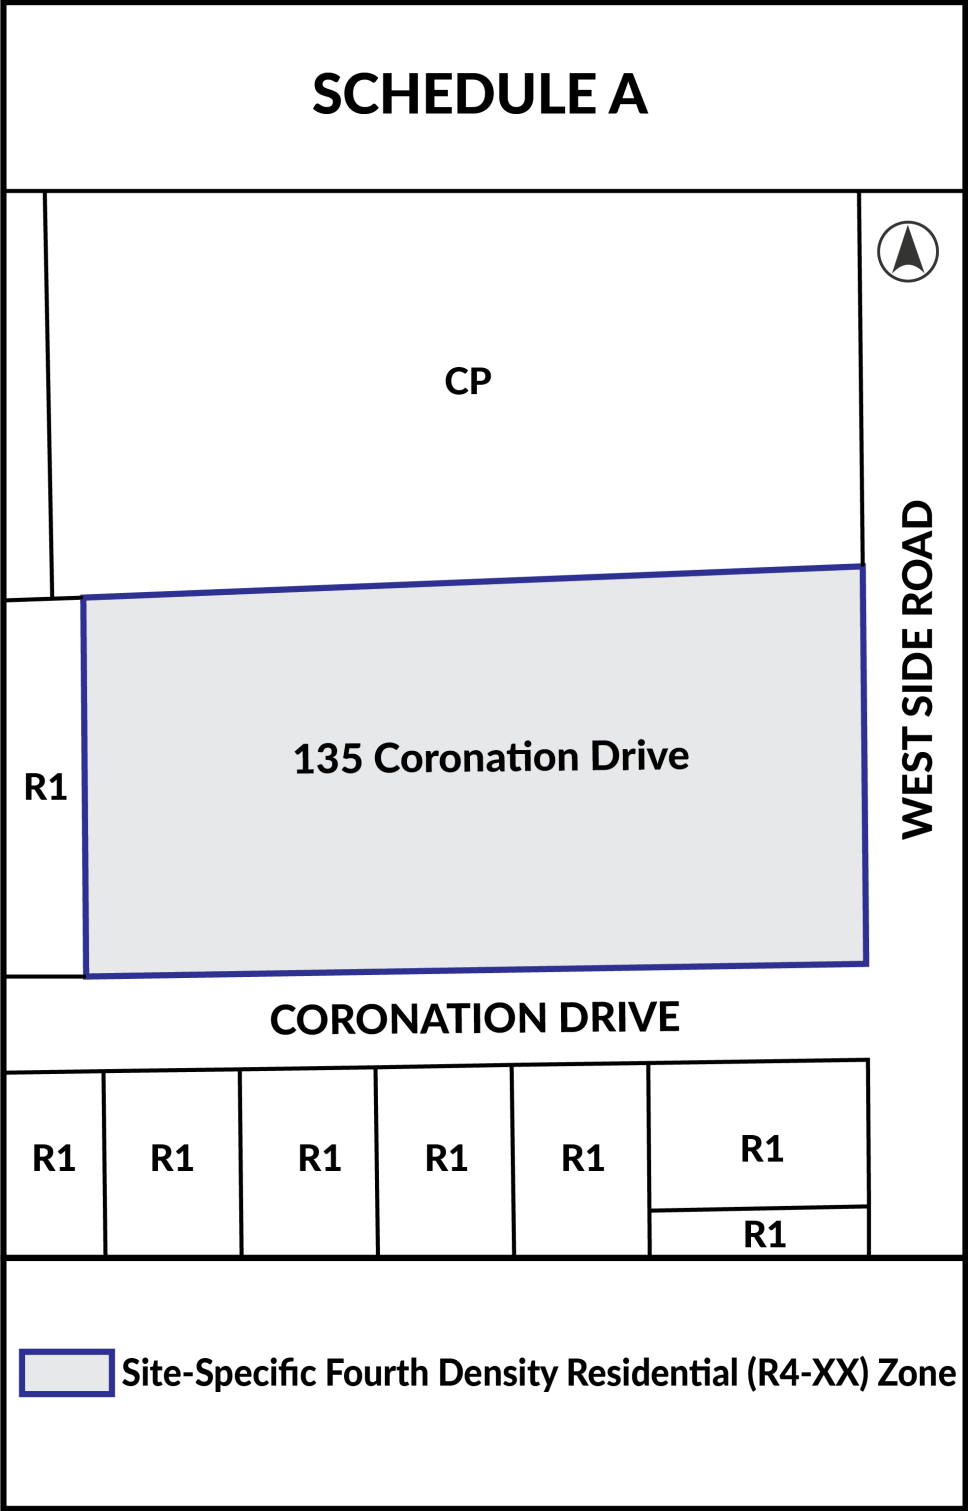 SCHEDULE A
CP
WEST SIDE ROAD
135 Coronation Drive
R1
CORONATION DRIVE
R1 R1 R1 R1 R1 R1
R1
Site-Specific Fourth Density Residential (R4-XX) Zone